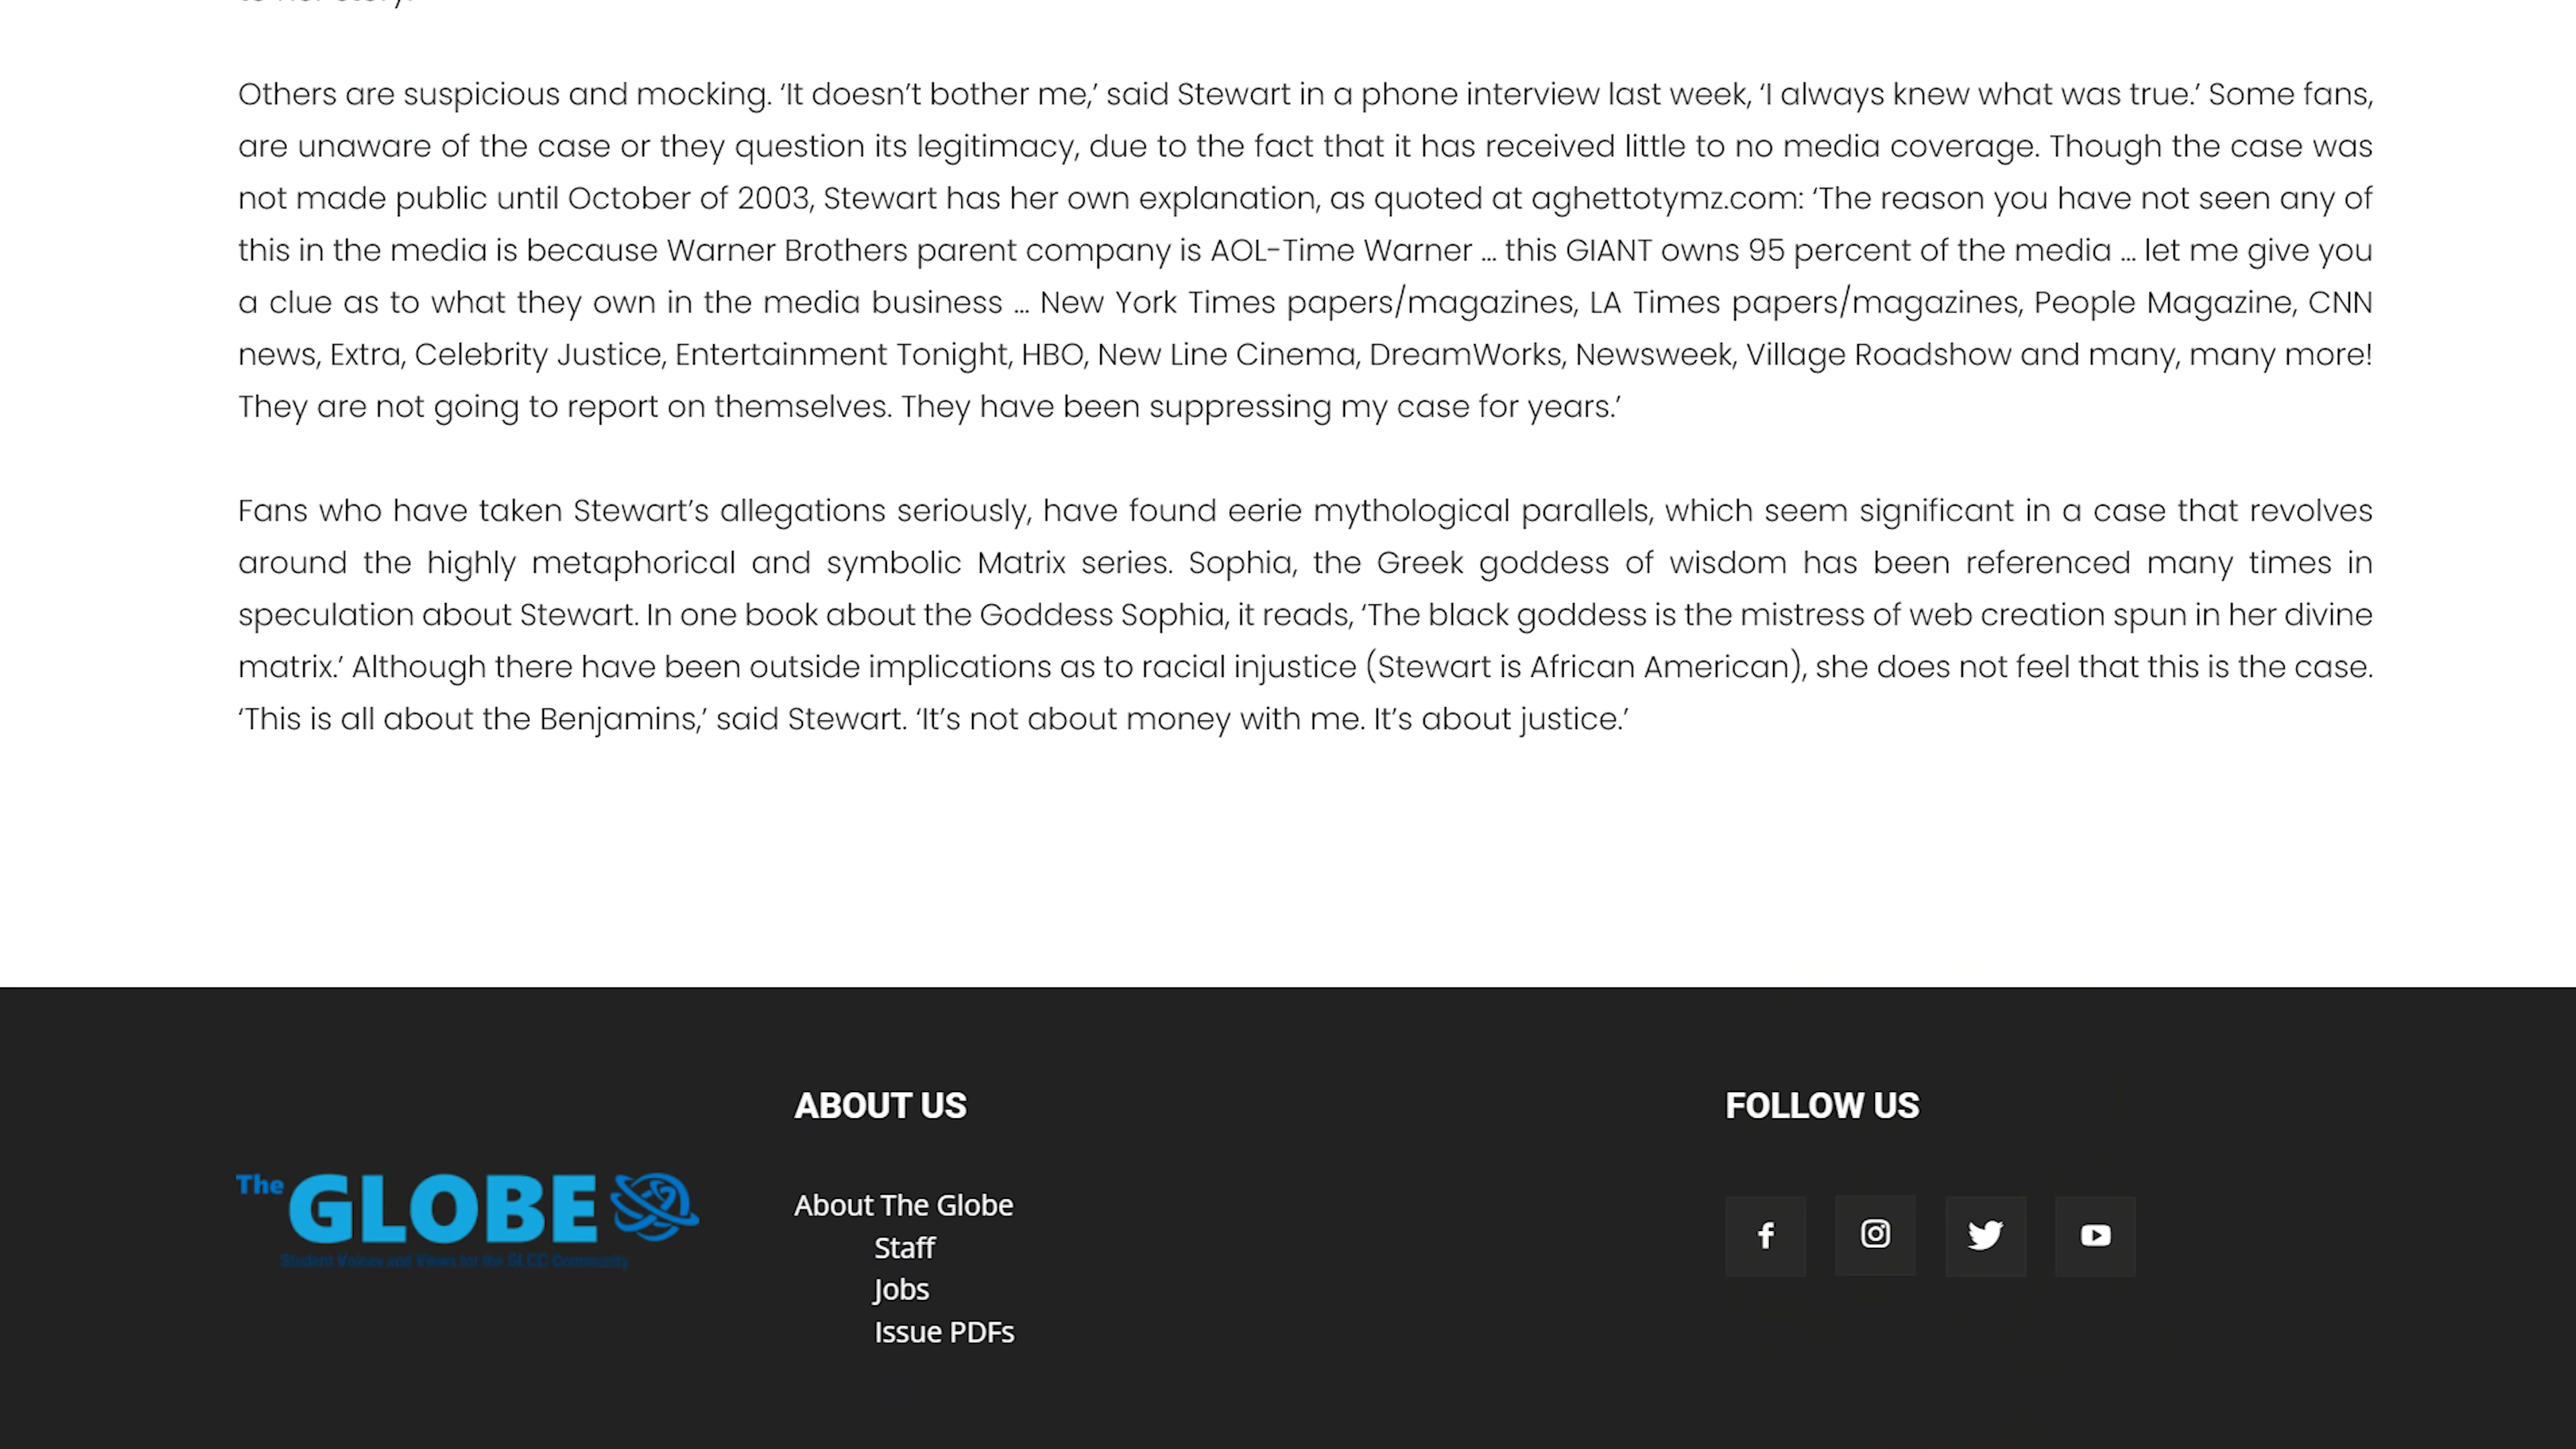 Others are suspicious and mocking. ‘It doesn’t bother me,’ said Stewart in a phone interview last week, ‘I always knew what was true.’ Some fans,
are unaware of the case or they question its legitimacy, due to the fact that it has received little to no media coverage. Though the case was
not made public until October of 2003, Stewart has her own explanation, as quoted at aghettotymz.com: ‘The reason you have not seen any of
this in the media is because Warner Brothers parent company is AOL-Time Warner … this GIANT owns 95 percent of the media … let me give you
a clue as to what they own in the media business … New York Times papers/magazines, LA Times papers/magazines, People Magazine, CNN
news, Extra, Celebrity Justice, Entertainment Tonight, HBO, New Line Cinema, DreamWorks, Newsweek, Village Roadshow and many, many more!
They are not going to report on themselves. They have been suppressing my case for years.’
Fans who have taken Stewart’s allegations seriously, have found eerie mythological parallels, which seem significant in a case that revolves
around the highly metaphorical and symbolic Matrix series. Sophia, the Greek goddess of wisdom has been referenced many times in
speculation about Stewart. In one book about the Goddess Sophia, it reads, ‘The black goddess is the mistress of web creation spun in her divine
matrix.’ Although there have been outside implications as to racial injustice (Stewart is African American), she does not feel that this is the case.
‘This is all about the Benjamins,’ said Stewart. ‘It’s not about money with me. It’s about justice.’
The GLOBE
Student Voices and Views for the SLCC Community
ABOUT US
About The Globe
Staff
Jobs
Issue PDFs
FOLLOW US